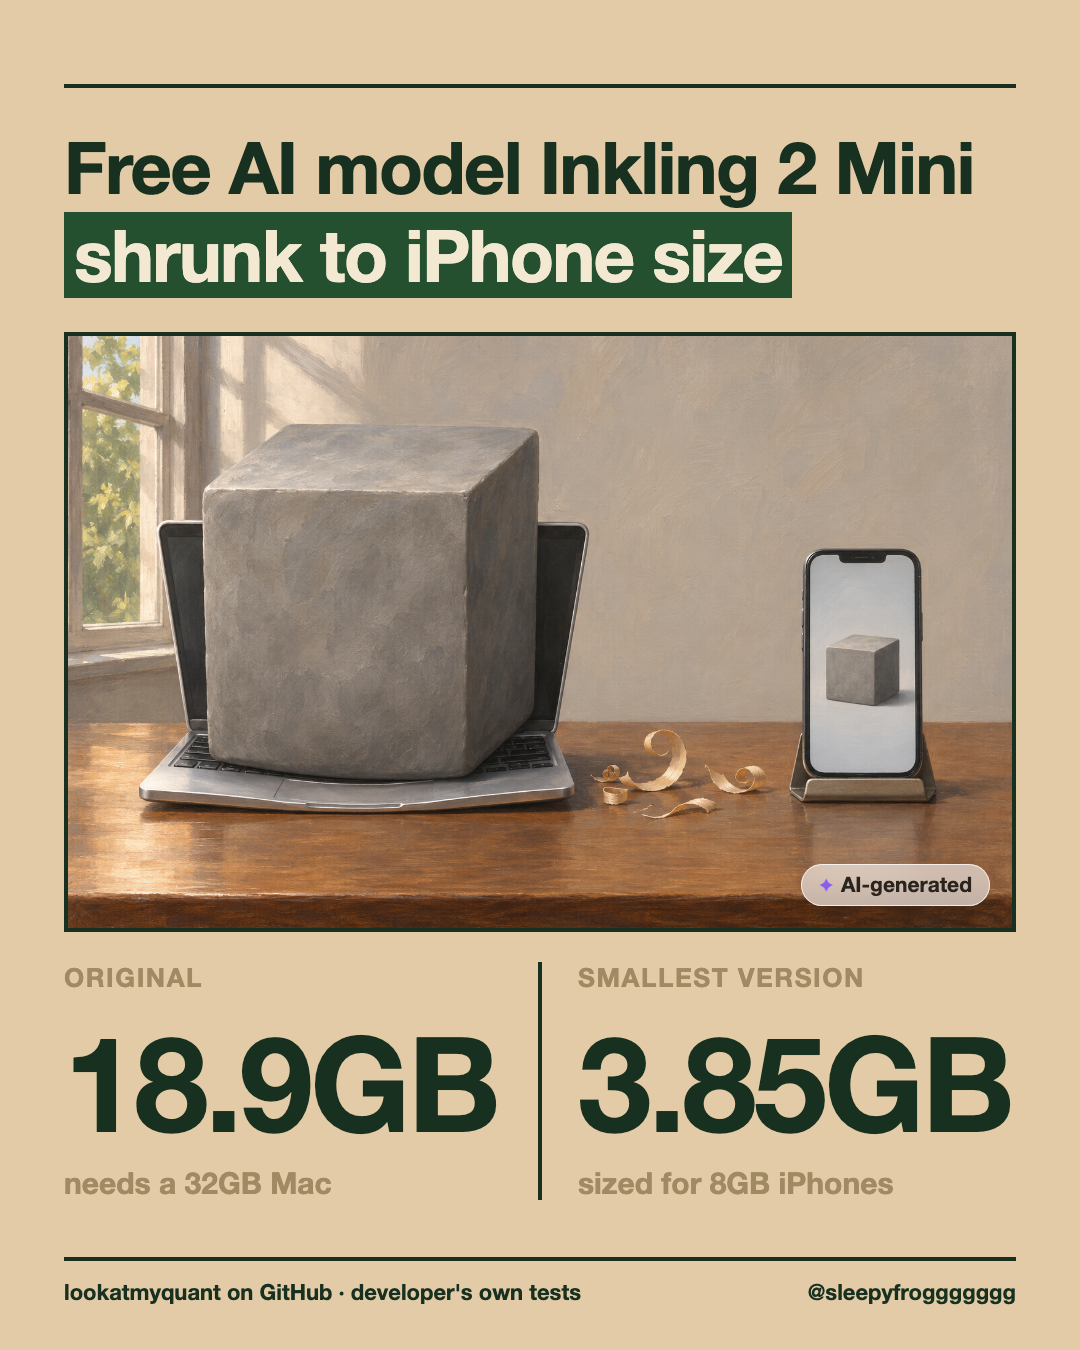 Free AI model Inkling 2 Mini
shrunk to iPhone size
✦ AI-generated
ORIGINAL
18.9GB
needs a 32GB Mac
SMALLEST VERSION
3.85GB
sized for 8GB iPhones
lookatmyquant on GitHub · developer's own tests
@sleepyfroggggggg